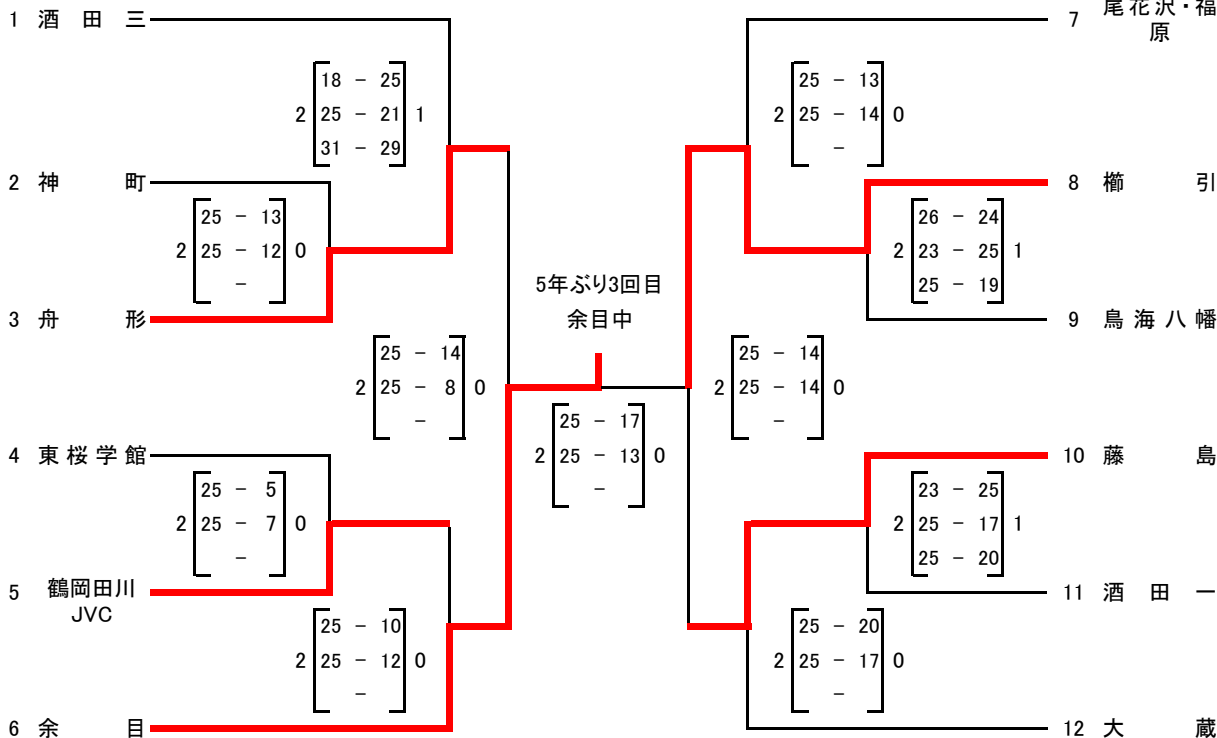 1 酒田三
7 尾花沢・福
原
18 - 25
2 25 - 21 1
31 - 29
25 - 13
2 25 - 14 0
-
2 神町
8 櫛引
25 - 13
2 25 - 12 0
-
26 - 24
2 23 - 25 1
25 - 19
5年ぶり3回目
余目中
3 舟形
9 鳥海八幡
25 - 14
2 25 - 8 0
-
25 - 14
2 25 - 14 0
-
25 - 17
2 25 - 13 0
-
4 東桜学館
10 藤島
25 - 5
2 25 - 7 0
-
23 - 25
2 25 - 17 1
25 - 20
5 鶴岡田川
JVC
11 酒田一
25 - 10
2 25 - 12 0
-
25 - 20
2 25 - 17 0
-
6 余目
12 大蔵